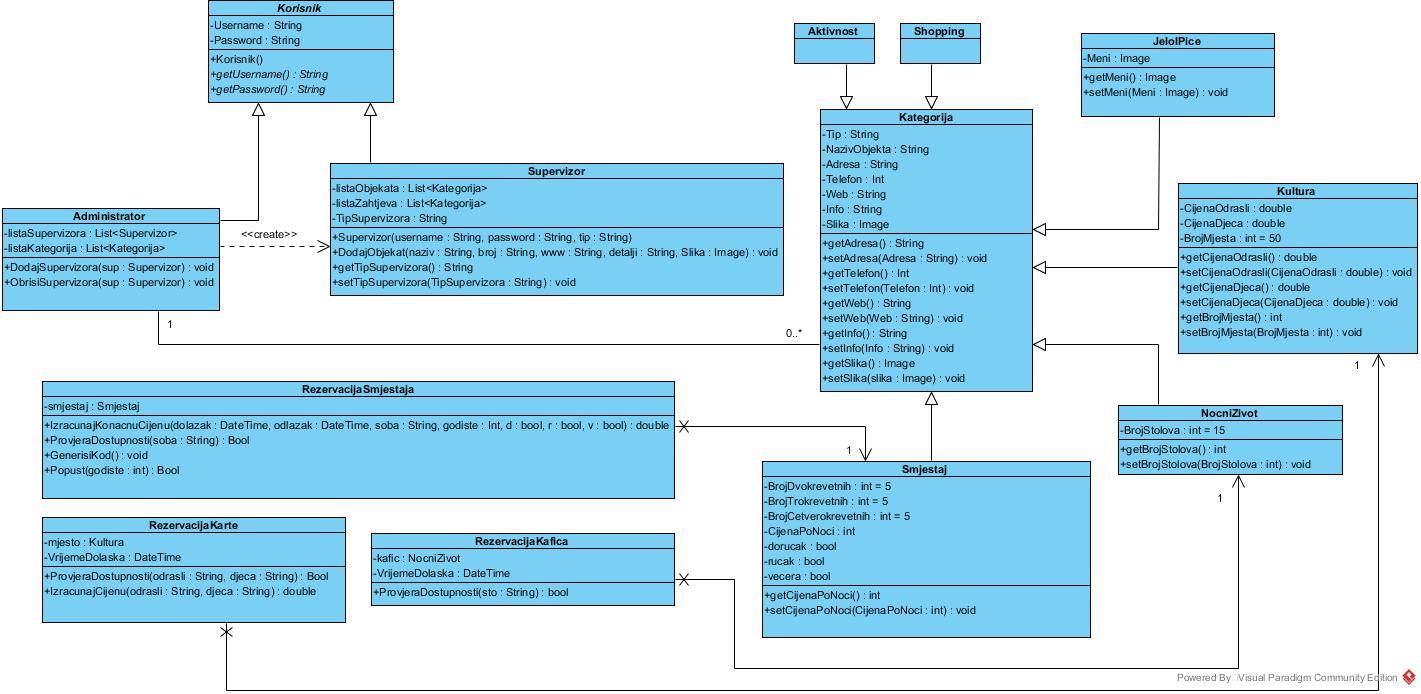 Korisnik
-Username : String
-Password : String
+Korisnik()
+getUsername() : String
+getPassword() : String
Aktivnost
Shopping
JeloIPice
-Meni : Image
+getMeni() : Image
+setMeni(Meni : Image) : void
Kategorija
-Tip : String
-NazivObjekta : String
-Adresa : String
-Telefon : Int
-Web : String
-Info : String
-Slika : Image
+getAdresa() : String
+setAdresa(Adresa : String) : void
+getTelefon() : Int
+setTelefon(Telefon : Int) : void
+getWeb() : String
+setWeb(Web : String) : void
+getInfo() : String
+setInfo(Info : String) : void
+getSlika() : Image
+setSlika(slika : Image) : void
Supervizor
-listaObjekata : List<Kategorija>
-listaZahtjeva : List<Kategorija>
-TipSupervizora : String
+Supervizor(username : String, password : String, tip : String)
+DodajObjekat(naziv : String, broj : String, www : String, detalji : String, Slika : Image) : void
+getTipSupervizora() : String
+setTipSupervizora(TipSupervizora : String) : void
Kultura
-CijenaOdrasli : double
-CijenaDjeca : double
-BrojMjesta : int = 50
+getCijenaOdrasli() : double
+setCijenaOdrasli(CijenaOdrasli : double) : void
+getCijenaDjeca() : double
+setCijenaDjeca(CijenaDjeca : double) : void
+getBrojMjesta() : int
+setBrojMjesta(BrojMjesta : int) : void
Administrator
-listaSupervizora : List<Supervizor>
-listaKategorija : List<Kategorija>
+DodajSupervizora(sup : Supervizor) : void
+ObrisiSupervizora(sup : Supervizor) : void
<<create>>
1
0..*
1
RezervacijaSmjestaja
-smjestaj : Smjestaj
+IzracunajKonacnuCijenu(dolazak : DateTime, odlazak : DateTime, soba : String, godiste : Int, d : bool, r : bool, v : bool) : double
+ProvjeraDostupnosti(soba : String) : Bool
+GenerisiKod() : void
+Popust(godiste : int) : Bool
NocniZivot
-BrojStolova : int = 15
+getBrojStolova() : int
+setBrojStolova(BrojStolova : int) : void
1
Smjestaj
-BrojDvokrevetnih : int = 5
-BrojTrokrevetnih : int = 5
-BrojCetverokrevetnih : int = 5
-CijenaPoNoci : int
-dorucak : bool
-rucak : bool
-vecera : bool
+getCijenaPoNoci() : int
+setCijenaPoNoci(CijenaPoNoci : int) : void
1
RezervacijaKarte
-mjesto : Kultura
-VrijemeDolaska : DateTime
+ProvjeraDostupnosti(odrasli : String, djeca : String) : Bool
+IzracunajCijenu(odrasli : String, djeca : String) : double
RezervacijaKafica
-kafic : NocniZivot
-VrijemeDolaska : DateTime
+ProvjeraDostupnosti(sto : String) : bool
Powered By Visual Paradigm Community Edition